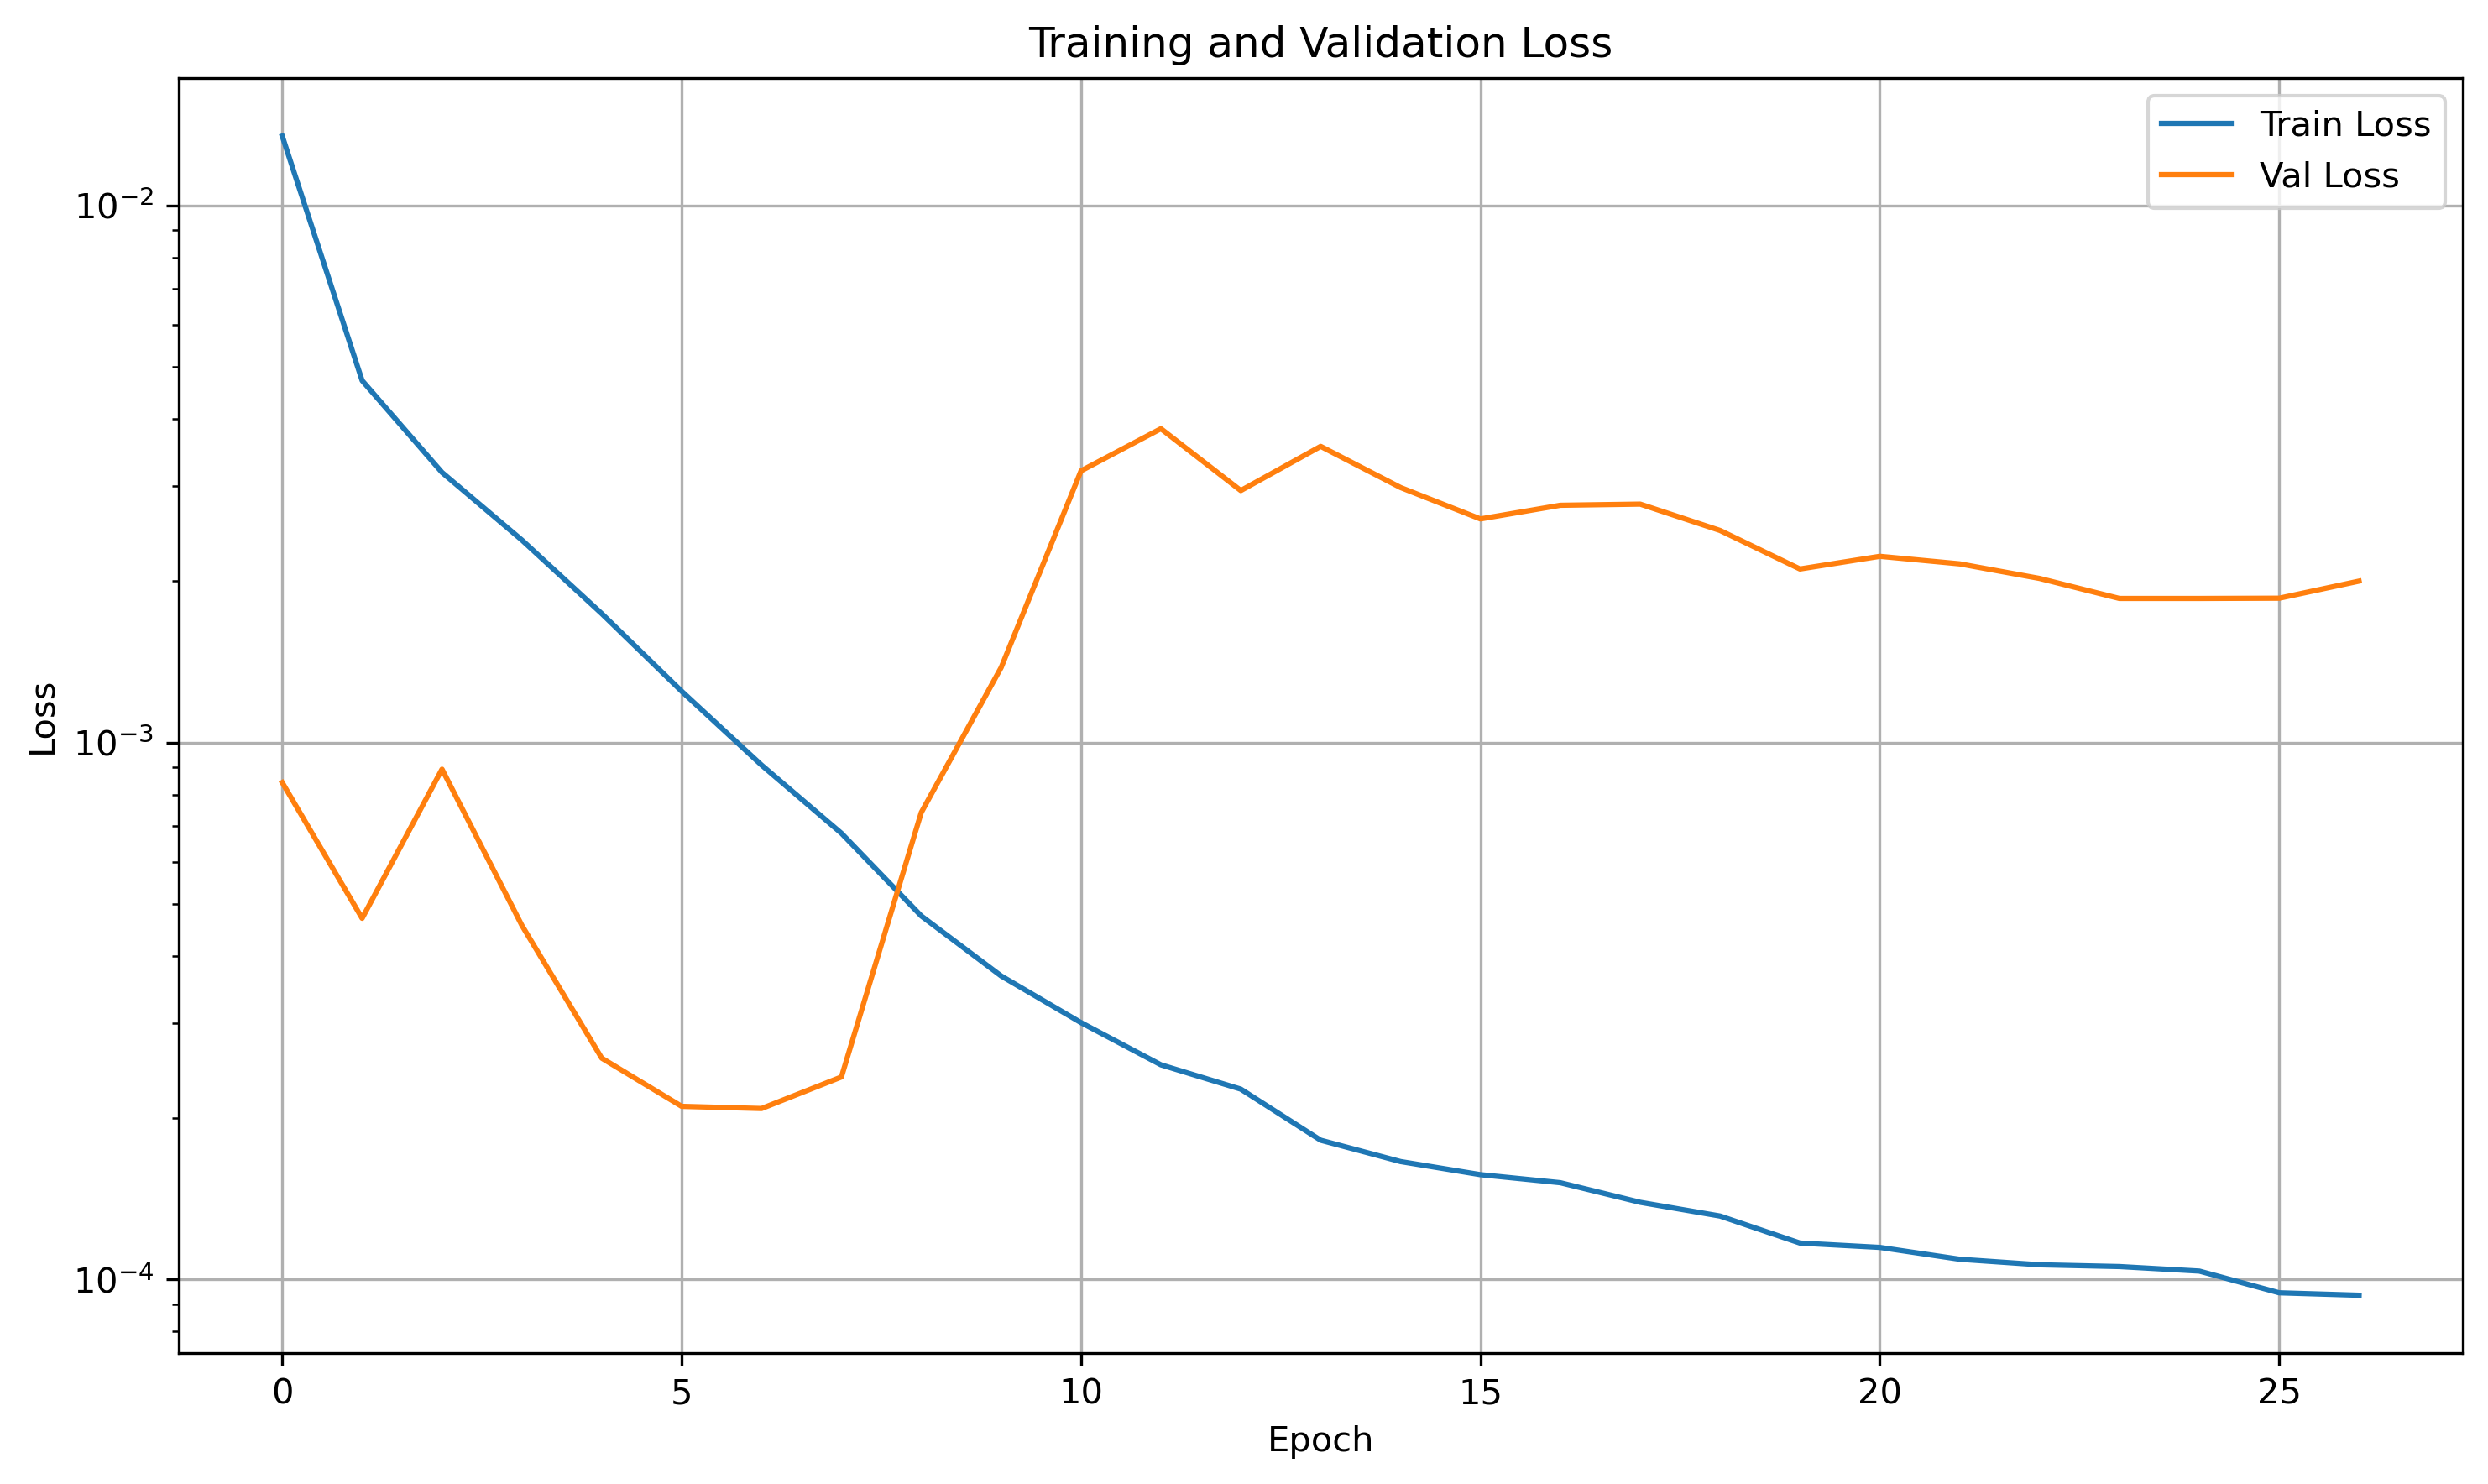 Training and Validation Loss
Train Loss
Val Loss
10⁻²
10⁻³
10⁻⁴
Loss
0 5 10 15 20 25
Epoch